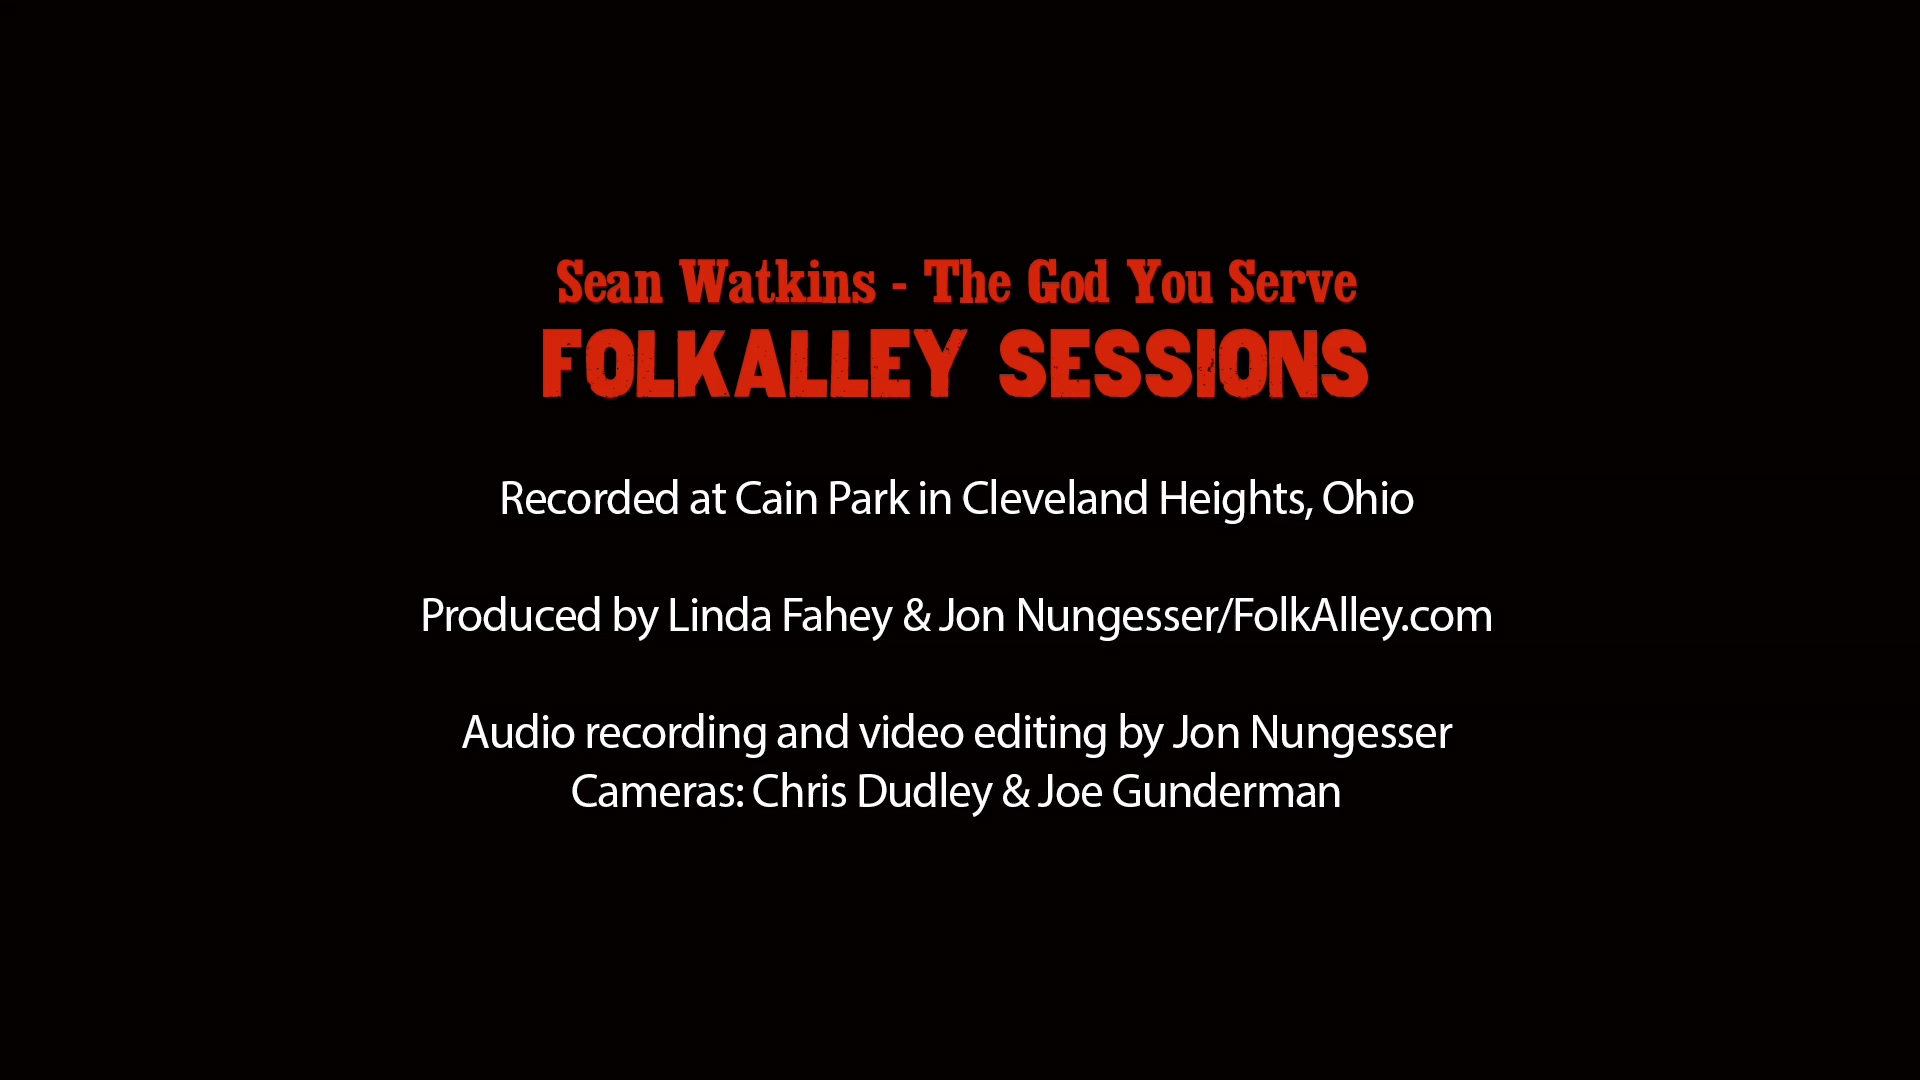 Sean Watkins - The God You Serve
FOLKALLEY SESSIONS
Recorded at Cain Park in Cleveland Heights, Ohio
Produced by Linda Fahey & Jon Nungesser/FolkAlley.com
Audio recording and video editing by Jon Nungesser
Cameras: Chris Dudley & Joe Gunderman